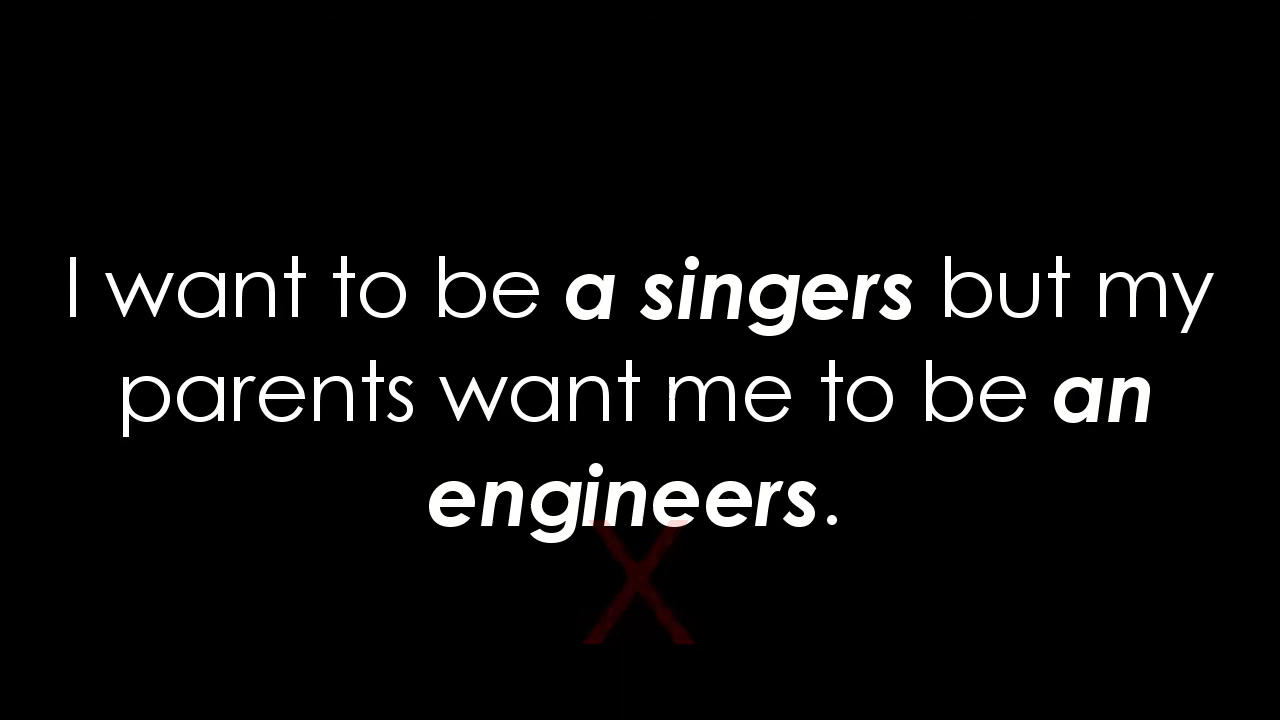 I want to be a singers but my
parents want me to be an
engineers.
X